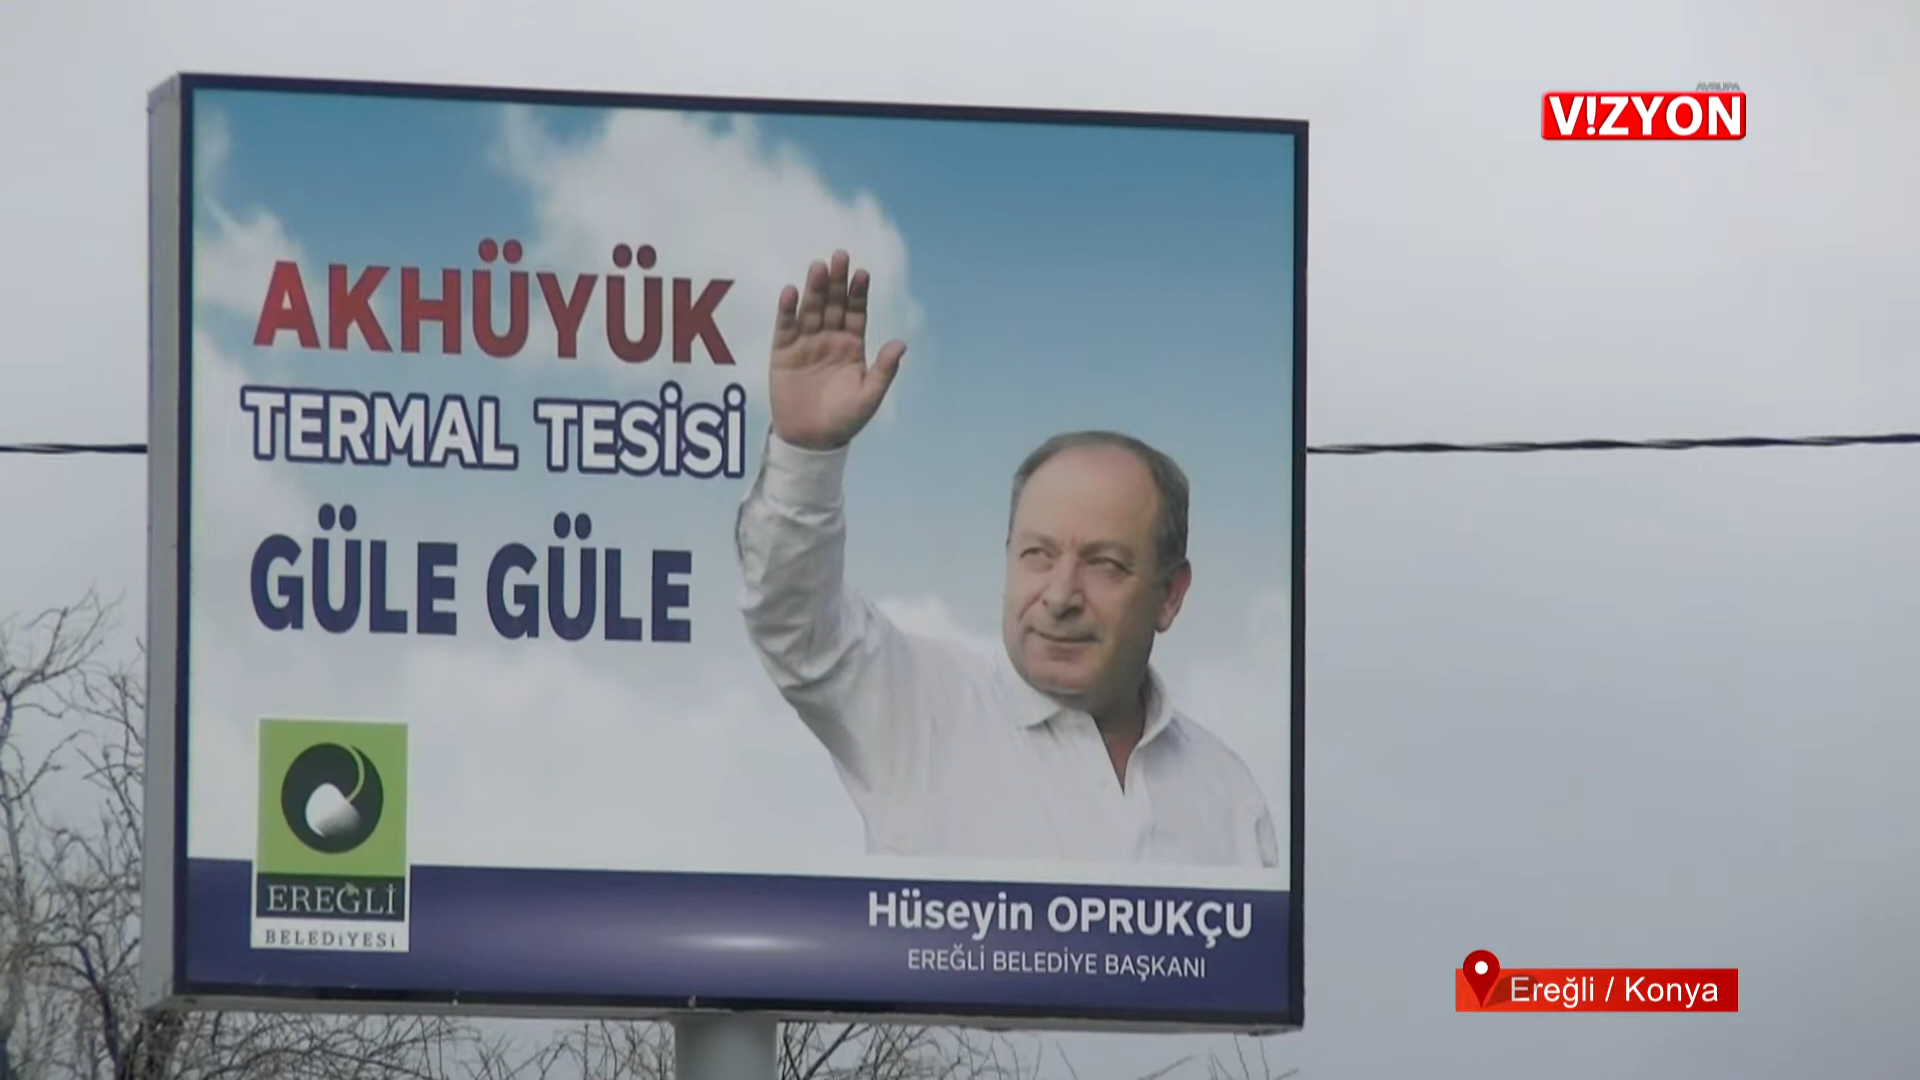 AVRUPA
V!ZYON
AKHÜYÜK
TERMAL TESİSİ
GÜLE GÜLE
EREĞLİ
BELEDİYESİ
Hüseyin OPRUKÇU
EREĞLİ BELEDİYE BAŞKANI
Ereğli / Konya